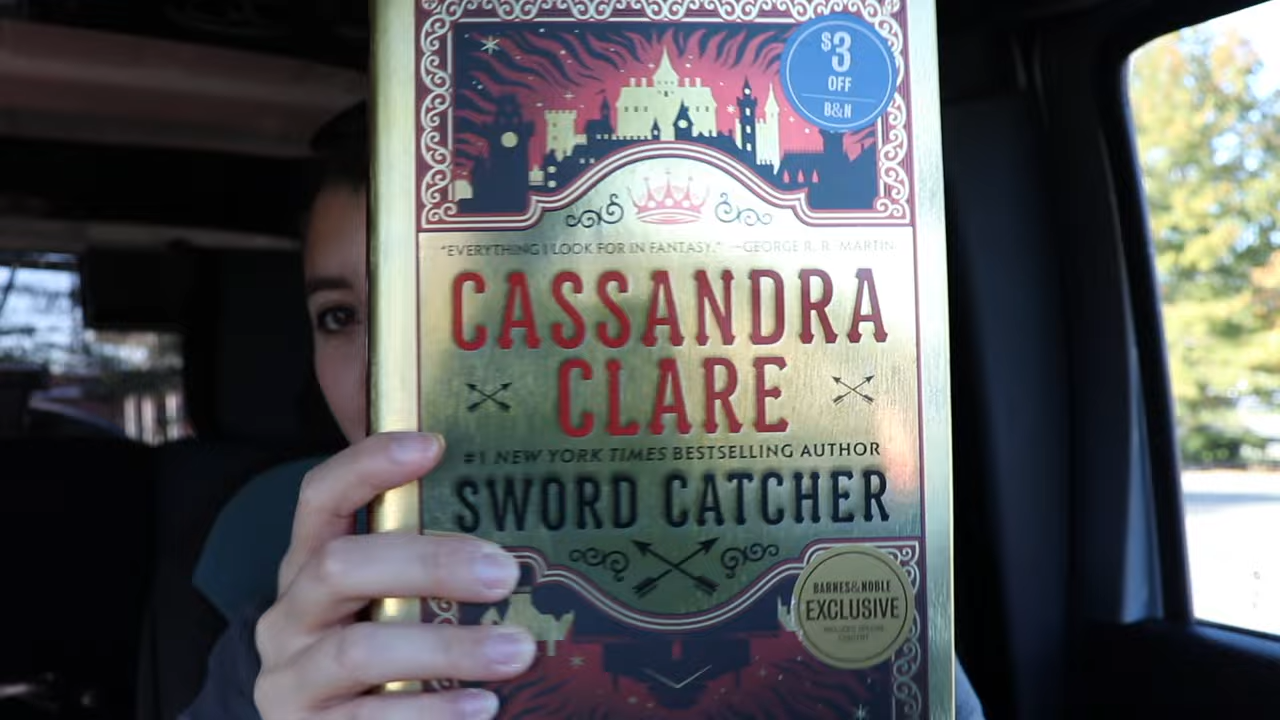 $3
OFF
B&N
"EVERYTHING I LOOK FOR IN FANTASY." —GEORGE R. R. MARTIN
CASSANDRA
CLARE
#1 NEW YORK TIMES BESTSELLING AUTHOR
SWORD CATCHER
BARNES&NOBLE
EXCLUSIVE